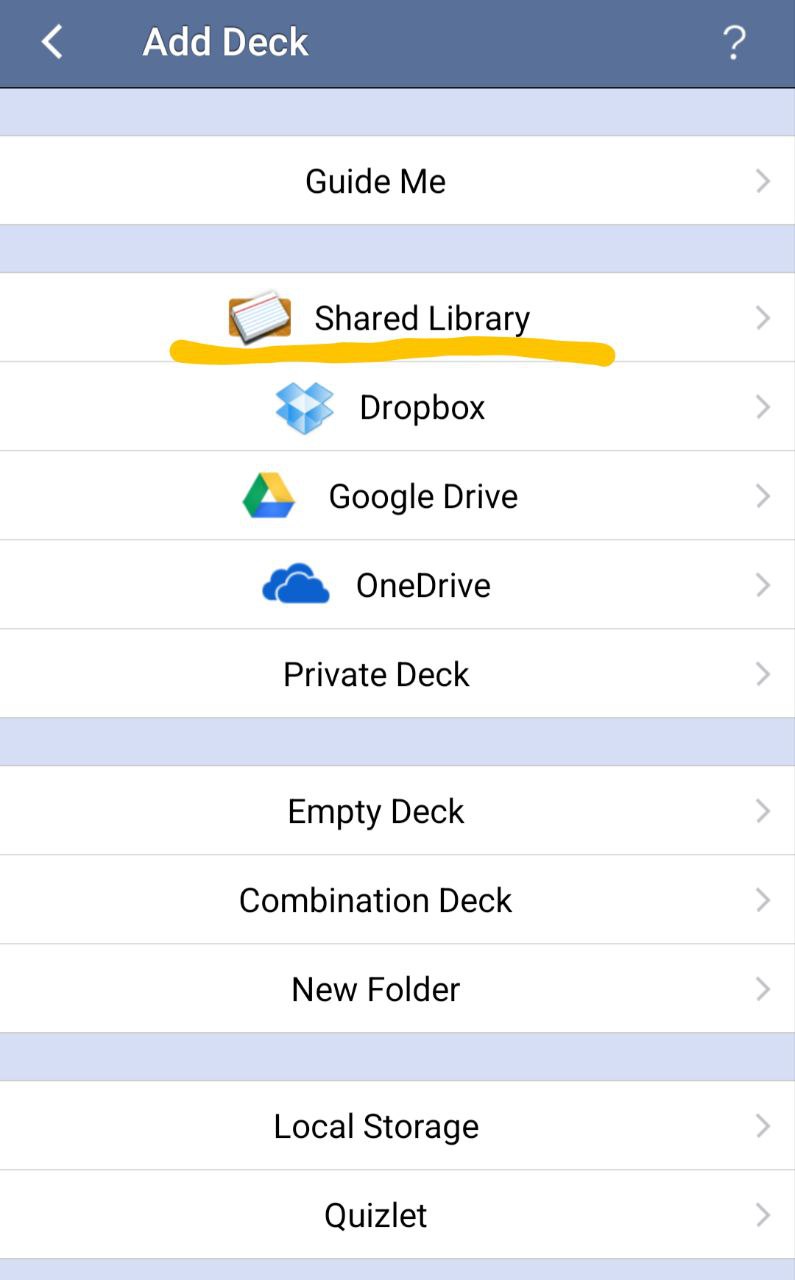 Add Deck ?
Guide Me
Shared Library
Dropbox
Google Drive
OneDrive
Private Deck
Empty Deck
Combination Deck
New Folder
Local Storage
Quizlet